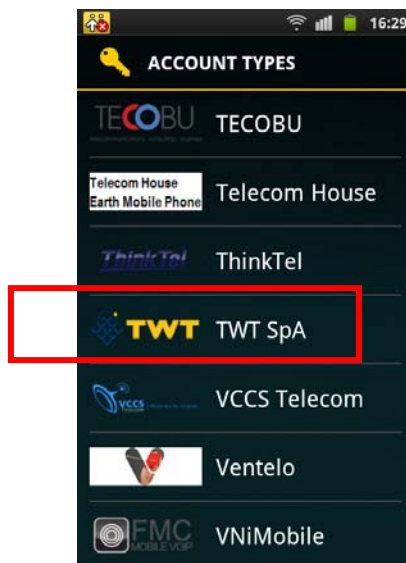 16:29
ACCOUNT TYPES
TECOBU TECOBU
Telecom House
Earth Mobile Phone
Telecom House
ThinkTel ThinkTel
TWT TWT SpA
VCCS VCCS Telecom
Ventelo
FMC
MOBILE VOIP
VNiMobile